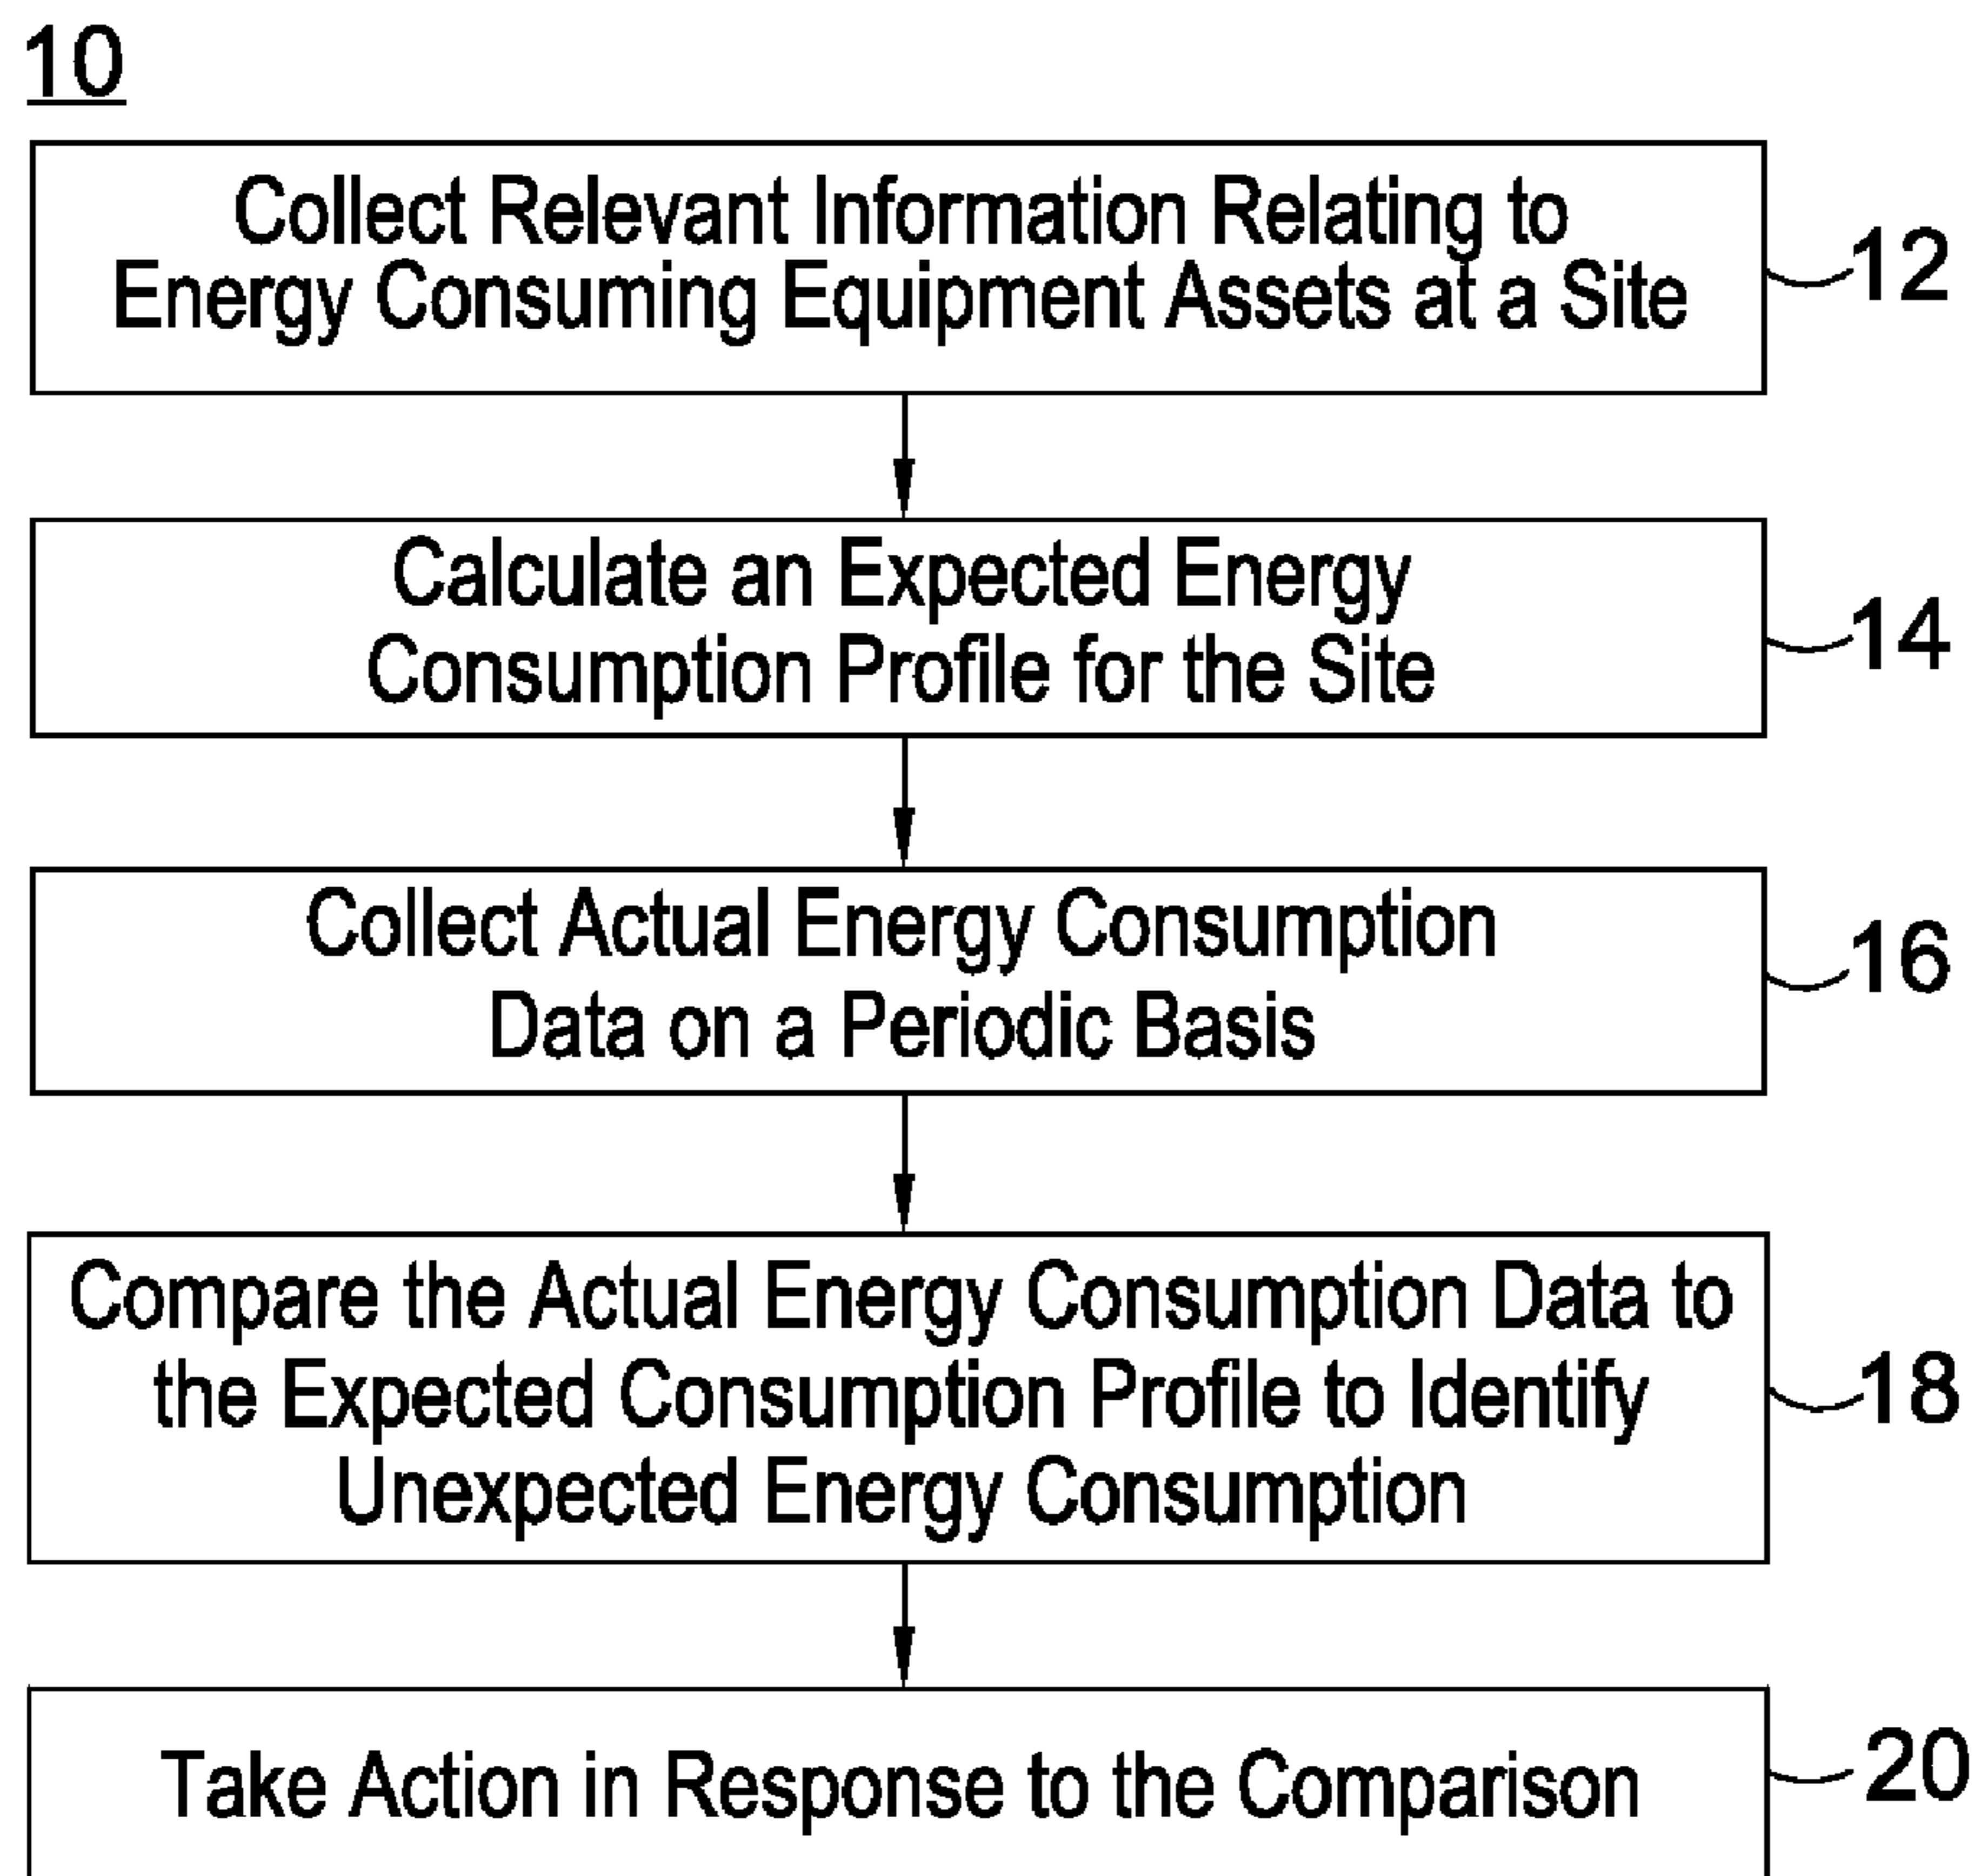 10
Collect Relevant Information Relating to
Energy Consuming Equipment Assets at a Site
12
Calculate an Expected Energy
Consumption Profile for the Site
14
Collect Actual Energy Consumption
Data on a Periodic Basis
16
Compare the Actual Energy Consumption Data to
the Expected Consumption Profile to Identify
Unexpected Energy Consumption
18
Take Action in Response to the Comparison
20